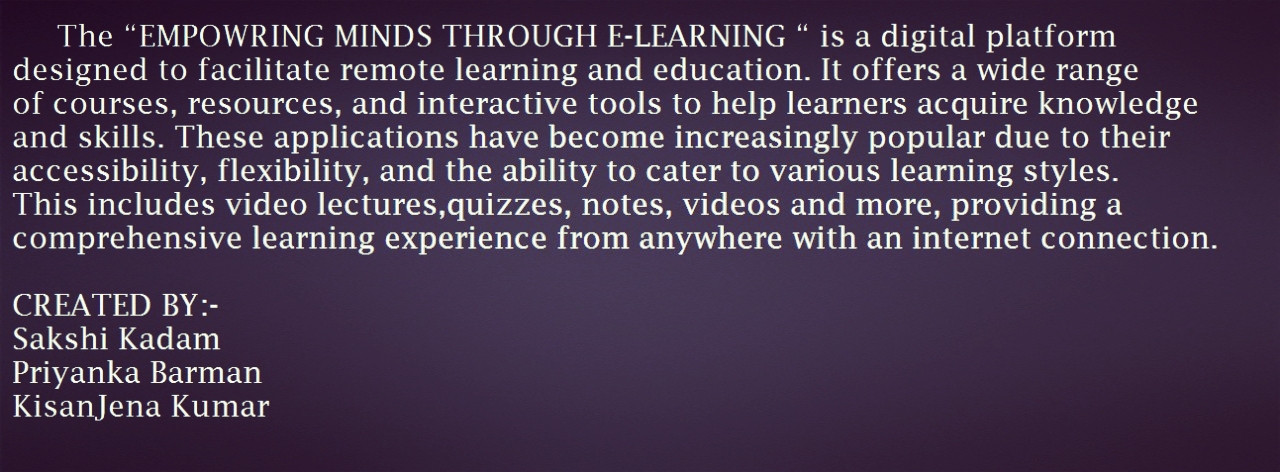 The “EMPOWRING MINDS THROUGH E-LEARNING “ is a digital platform
designed to facilitate remote learning and education. It offers a wide range
of courses, resources, and interactive tools to help learners acquire knowledge
and skills. These applications have become increasingly popular due to their
accessibility, flexibility, and the ability to cater to various learning styles.
This includes video lectures,quizzes, notes, videos and more, providing a
comprehensive learning experience from anywhere with an internet connection.
CREATED BY:-
Sakshi Kadam
Priyanka Barman
KisanJena Kumar